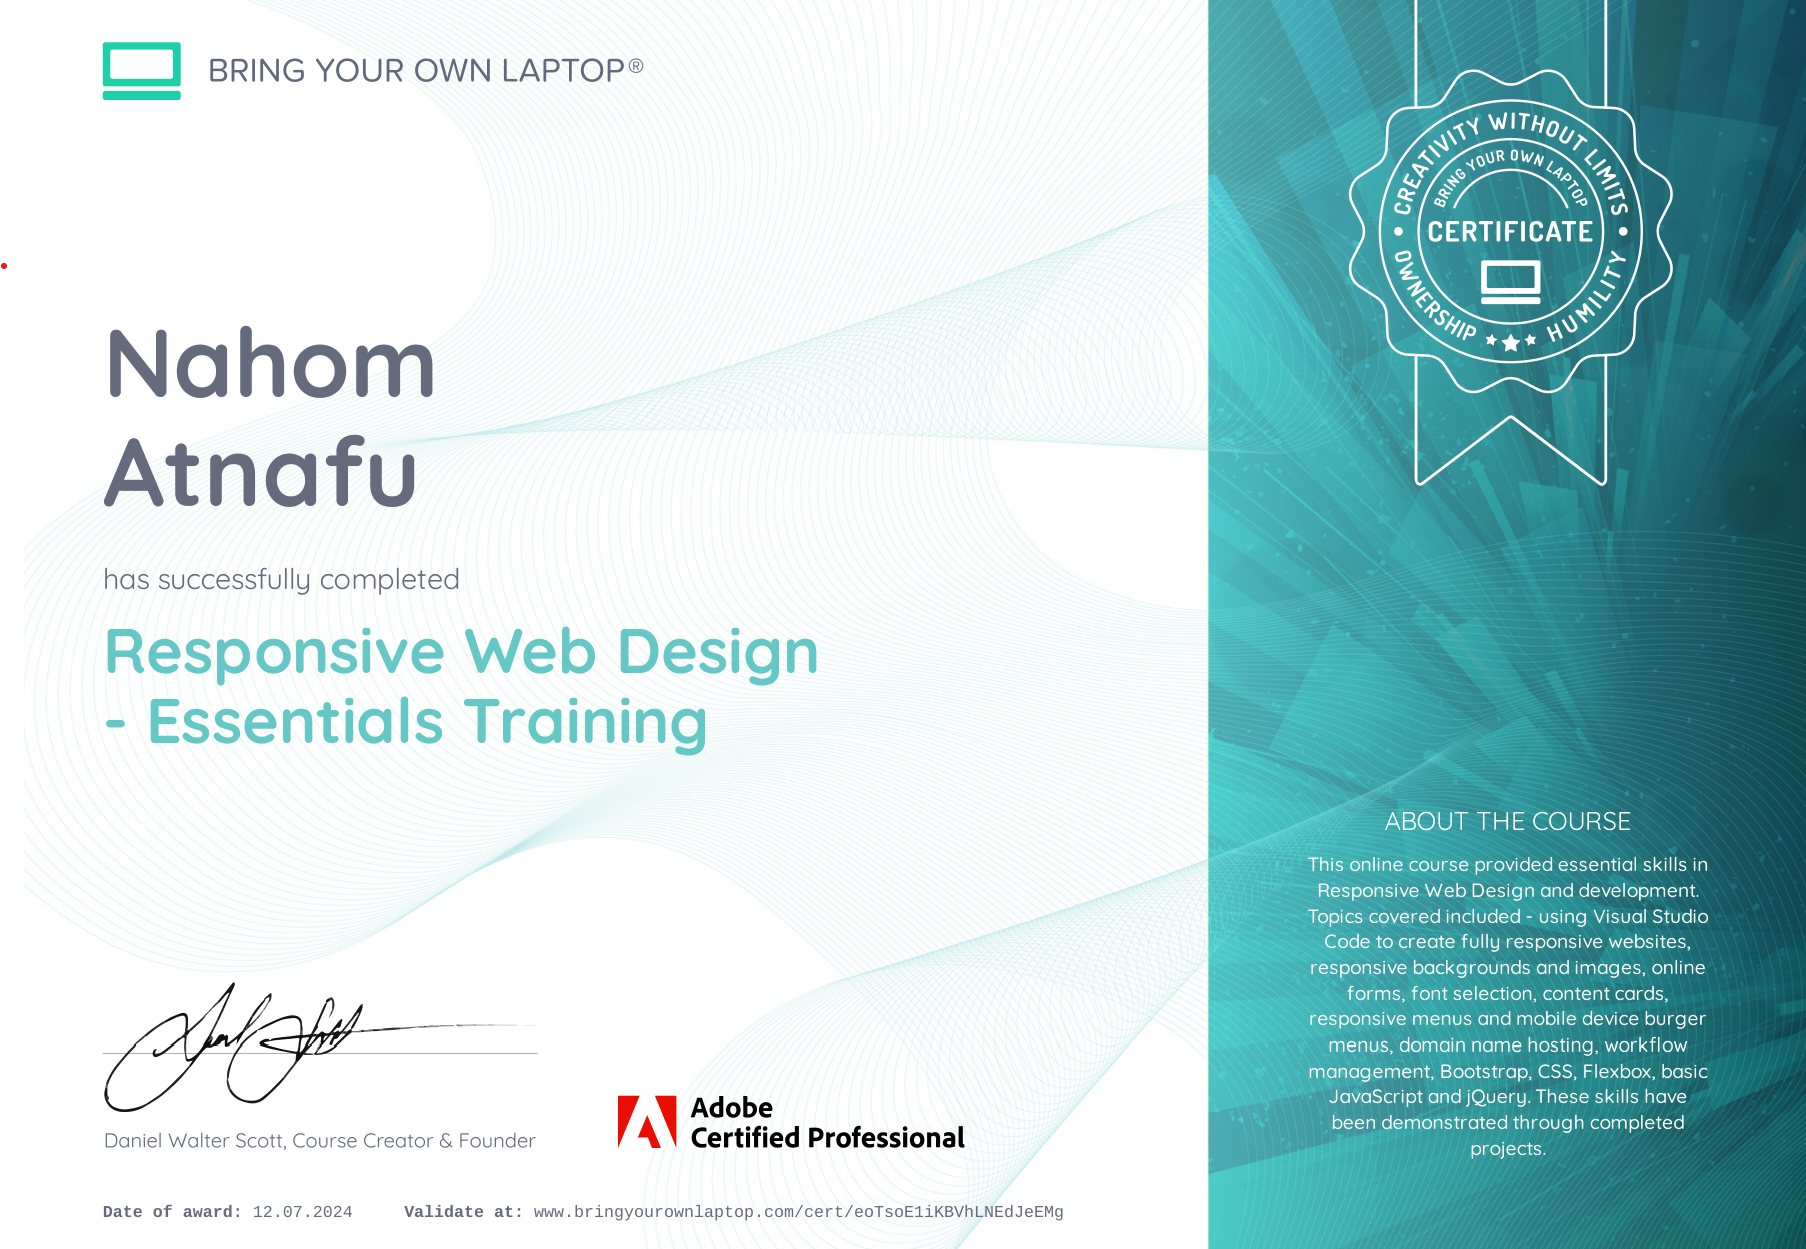 BRING YOUR OWN LAPTOP®
Nahom
Atnafu
has successfully completed
Responsive Web Design
- Essentials Training
Daniel Walter Scott, Course Creator & Founder
Adobe
Certified Professional
Date of award: 12.07.2024 Validate at: www.bringyourownlaptop.com/cert/eoTsoE1iKBVhLNEdJeEMg
CREATIVITY WITHOUT LIMITS
BRING YOUR OWN LAPTOP
CERTIFICATE
OWNERSHIP ★★★ HUMILITY
ABOUT THE COURSE
This online course provided essential skills in
Responsive Web Design and development.
Topics covered included - using Visual Studio
Code to create fully responsive websites,
responsive backgrounds and images, online
forms, font selection, content cards,
responsive menus and mobile device burger
menus, domain name hosting, workflow
management, Bootstrap, CSS, Flexbox, basic
JavaScript and jQuery. These skills have
been demonstrated through completed
projects.